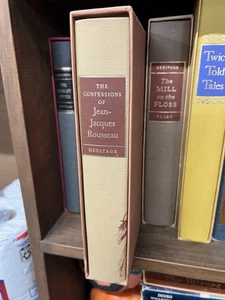 THE
CONFESSIONS
OF
Jean-
Jacques
Rousseau
HERITAGE
HERITAGE
The
MILL
on the
FLOSS
ELIOT
Twice
Told
Tales